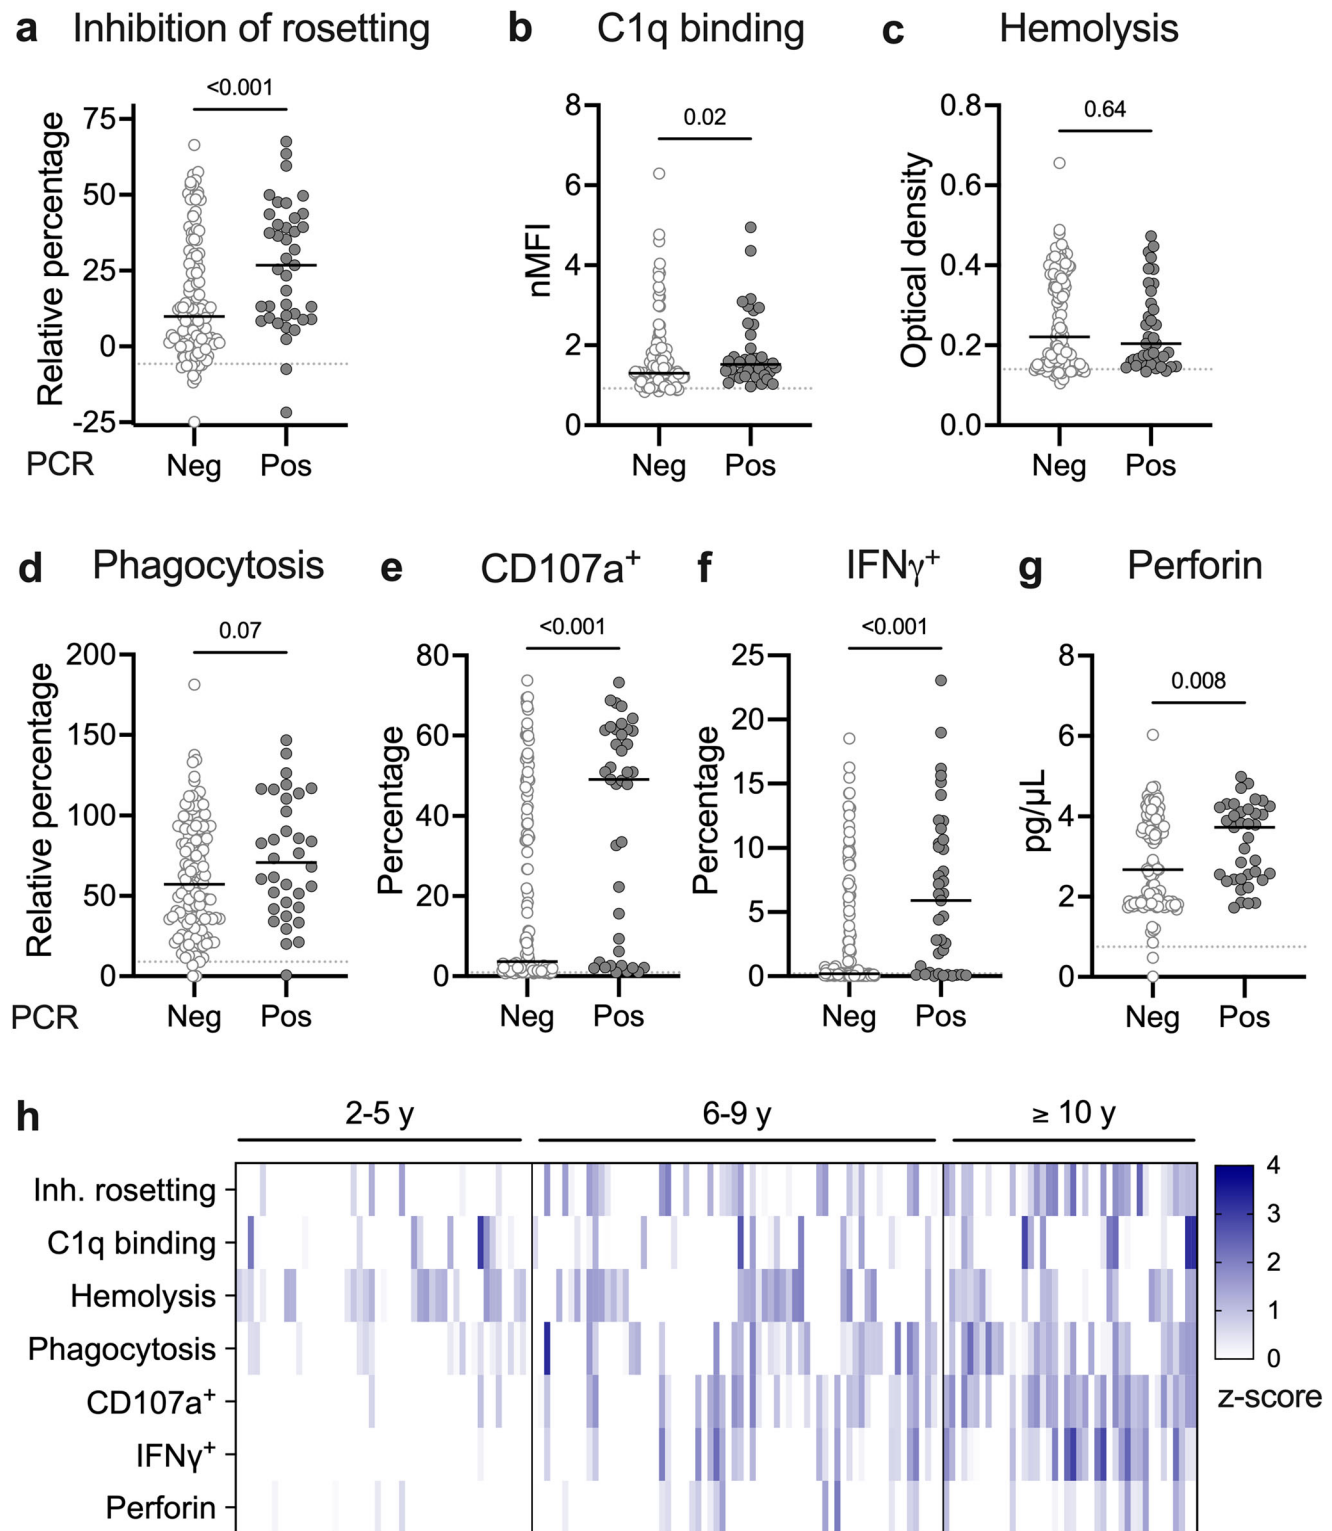 a Inhibition of rosetting
<0.001
Relative percentage
75
50
25
0
-25
PCR Neg Pos
b C1q binding
0.02
nMFI
8
6
4
2
0
Neg Pos
c Hemolysis
0.64
Optical density
0.8
0.6
0.4
0.2
0.0
Neg Pos
d Phagocytosis
0.07
Relative percentage
200
150
100
50
0
PCR Neg Pos
e CD107a⁺
<0.001
Percentage
80
60
40
20
0
Neg Pos
f IFNγ⁺
<0.001
Percentage
25
20
15
10
5
0
Neg Pos
g Perforin
0.008
pg/μL
8
6
4
2
0
Neg Pos
h 2-5 y 6-9 y ≥ 10 y
Inh. rosetting
C1q binding
Hemolysis
Phagocytosis
CD107a⁺
IFNγ⁺
Perforin
4
3
2
1
0
z-score